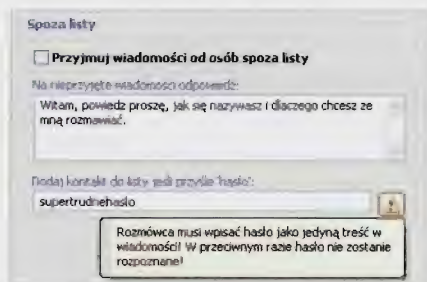 Spoza listy
Przyjmuj wiadomości od osób spoza listy
Na nieprzyjęte wiadomości odpowiedz:
Witam, powiedz proszę, jak się nazywasz i dlaczego chcesz ze
mną rozmawiać.
Dodaj kontakt do listy jeśli przyśle 'hasło':
supertrudnehaslo
!
Rozmówca musi wpisać hasło jako jedyną treść w
wiadomości! W przeciwnym razie hasło nie zostanie
rozpoznane!